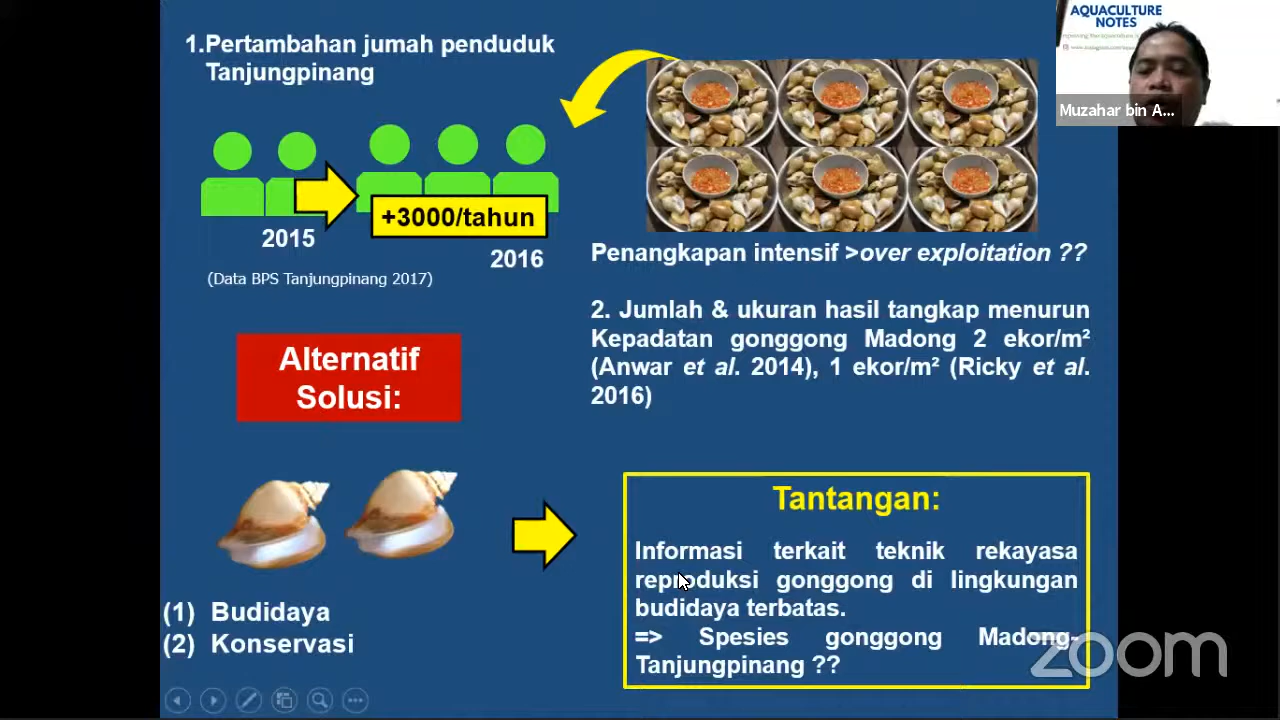 AQUACULTURE
NOTES
Muzahar bin A...
1.Pertambahan jumah penduduk
Tanjungpinang
+3000/tahun
2015
2016
(Data BPS Tanjungpinang 2017)
Penangkapan intensif >over exploitation ??
2. Jumlah & ukuran hasil tangkap menurun
Kepadatan gonggong Madong 2 ekor/m²
(Anwar et al. 2014), 1 ekor/m² (Ricky et al.
2016)
Alternatif
Solusi:
(1) Budidaya
(2) Konservasi
Tantangan:
Informasi terkait teknik rekayasa
reproduksi gonggong di lingkungan
budidaya terbatas.
=> Spesies gonggong Madong-
Tanjungpinang ??
zoom